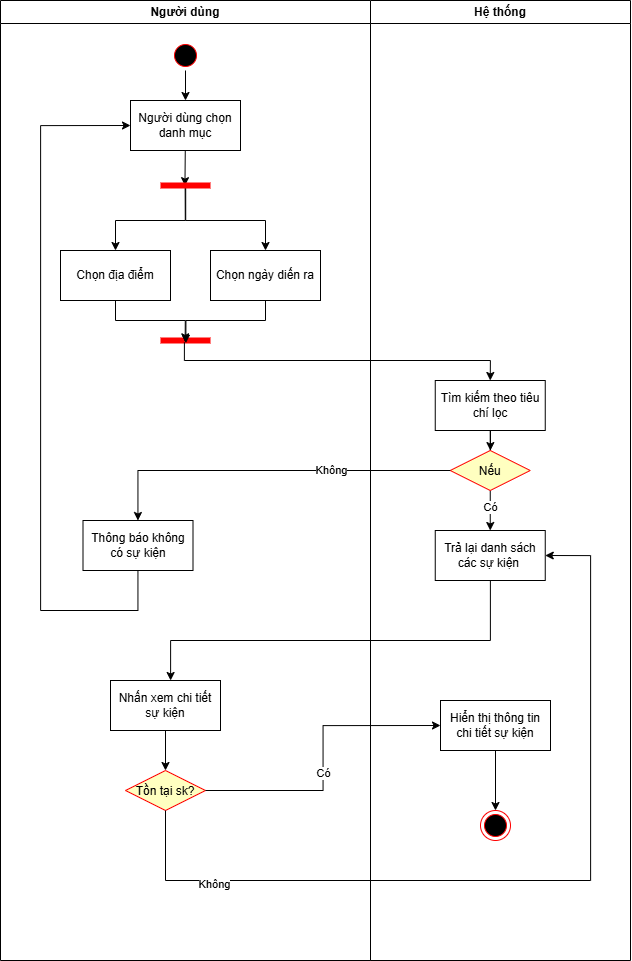 Người dùng
Hệ thống
Người dùng chọn
danh mục
Chọn địa điểm
Chọn ngày diễn ra
Tìm kiếm theo tiêu
chí lọc
Nếu
Không
Có
Thông báo không
có sự kiện
Trả lại danh sách
các sự kiện
Nhấn xem chi tiết
sự kiện
Hiển thị thông tin
chi tiết sự kiện
Có
Tồn tại sk?
Không